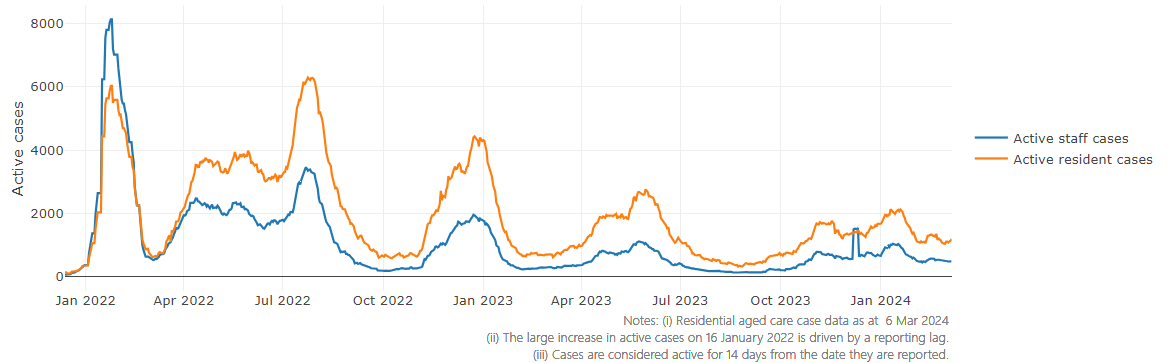 Active cases
8000
6000
4000
2000
0
Jan 2022 Apr 2022 Jul 2022 Oct 2022 Jan 2023 Apr 2023 Jul 2023 Oct 2023 Jan 2024
Active staff cases
Active resident cases
Notes: (i) Residential aged care case data as at 6 Mar 2024
(ii) The large increase in active cases on 16 January 2022 is driven by a reporting lag.
(iii) Cases are considered active for 14 days from the date they are reported.